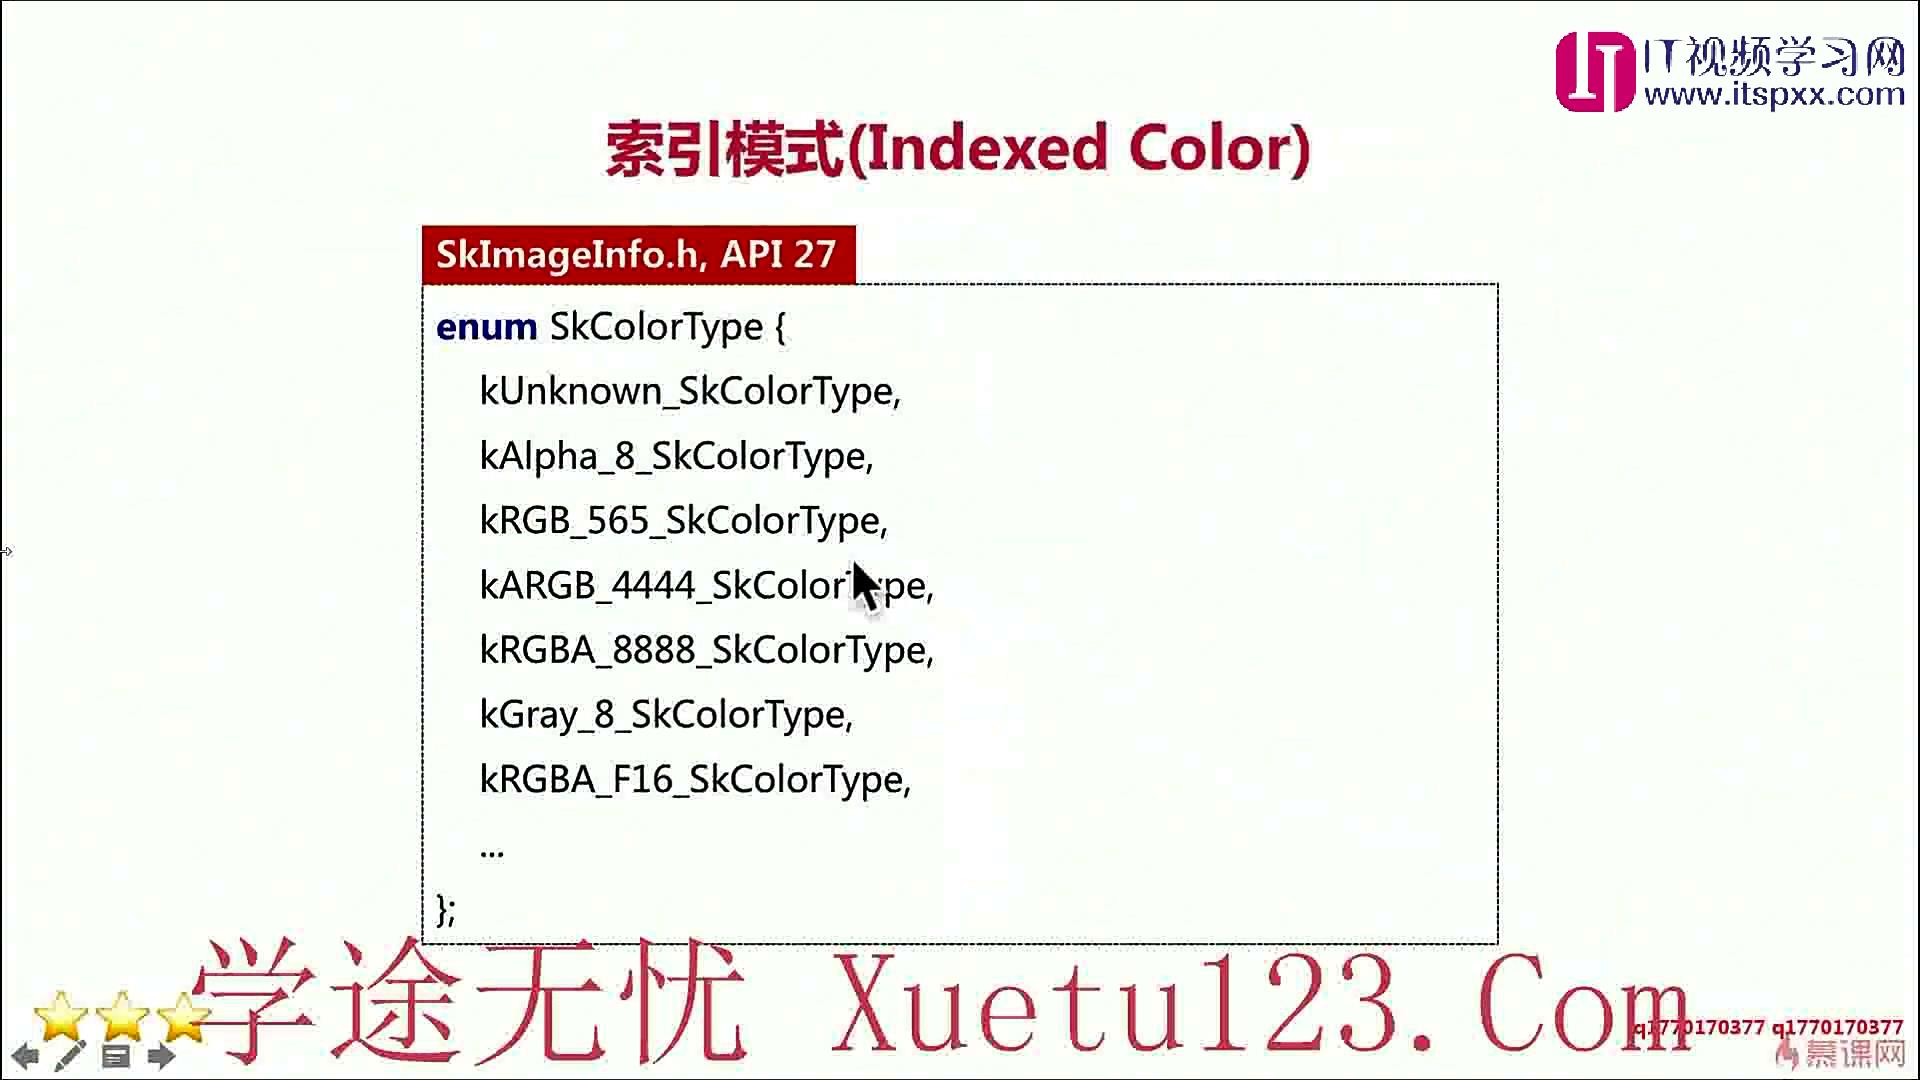 IT视频学习网
www.itspxx.com
索引模式(Indexed Color)
SkImageInfo.h, API 27
enum SkColorType {
kUnknown_SkColorType,
kAlpha_8_SkColorType,
kRGB_565_SkColorType,
kARGB_4444_SkColorType,
kRGBA_8888_SkColorType,
kGray_8_SkColorType,
kRGBA_F16_SkColorType,
...
};
学途无忧 Xuetu123.Com
q1770170377 q1770170377
慕课网